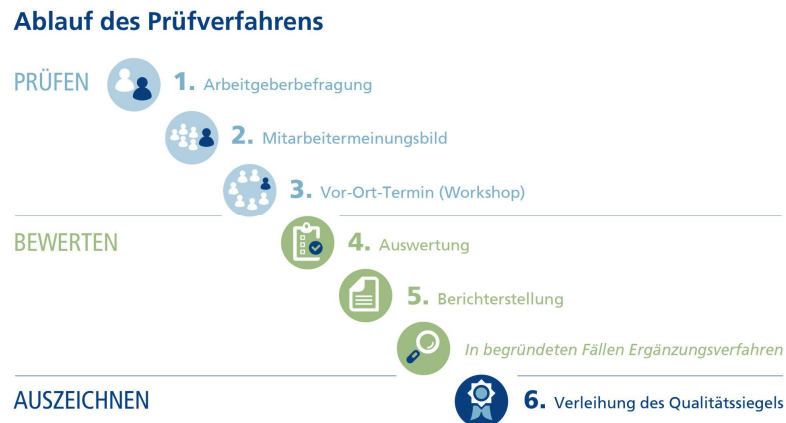 Ablauf des Prüfverfahrens
PRÜFEN
1. Arbeitgeberbefragung
2. Mitarbeitermeinungsbild
3. Vor-Ort-Termin (Workshop)
BEWERTEN
4. Auswertung
5. Berichterstellung
In begründeten Fällen Ergänzungsverfahren
AUSZEICHNEN
6. Verleihung des Qualitätssiegels